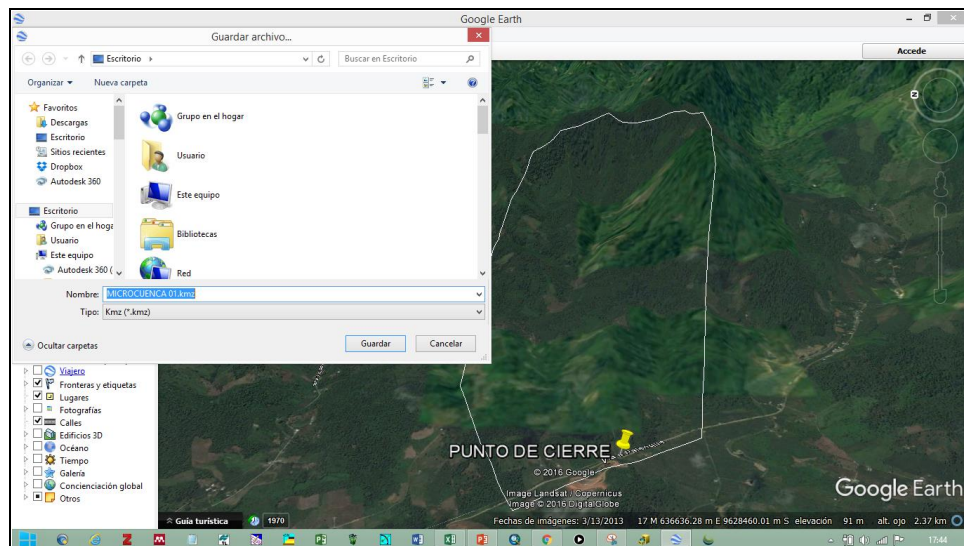 Google Earth
Guardar archivo...
Accede
Escritorio
Buscar en Escritorio
Organizar
Nueva carpeta
Favoritos
Descargas
Escritorio
Sitios recientes
Dropbox
Autodesk 360
Escritorio
Grupo en el hoga
Usuario
Este equipo
Autodesk 360 (
Grupo en el hogar
Usuario
Este equipo
Bibliotecas
Red
Nombre: MICROCUENCA 01.kmz
Tipo: Kmz (*.kmz)
Ocultar carpetas
Guardar
Cancelar
Viajero
Fronteras y etiquetas
Lugares
Fotografías
Calles
Edificios 3D
Océano
Tiempo
Galería
Concienciación global
Otros
PUNTO DE CIERRE
© 2016 Google
Image Landsat / Copernicus
Image © 2016 DigitalGlobe
Google Earth
Guía turística
1970
Fechas de imágenes: 3/13/2013 17 M 636636.28 m E 9628460.01 m S elevación 91 m alt. ojo 2.37 km
17:44